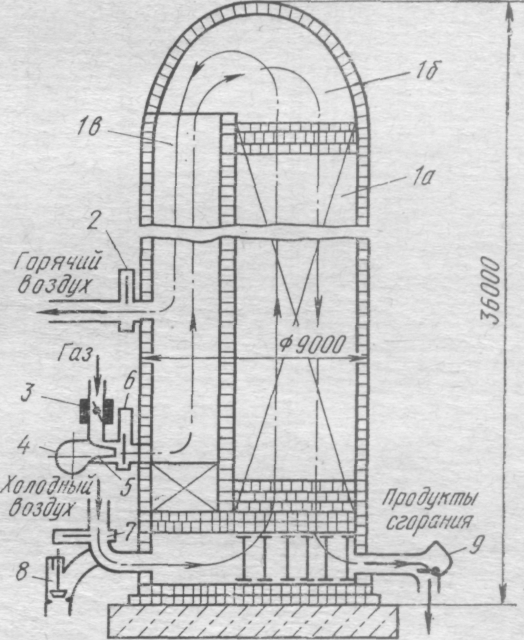 1б
1в
1а
2
Горячий
воздух
36000
ф9000
Газ
6
3
4
5
Холодный
воздух
Продукты
сгорания
7
9
8